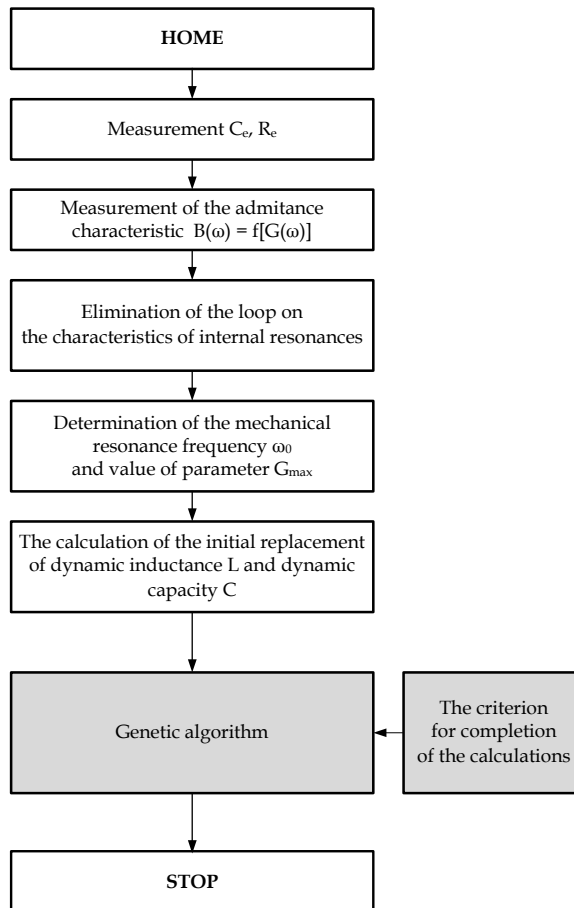 HOME
Measurement Cₑ, Rₑ
Measurement of the admitance
characteristic B(ω) = f[G(ω)]
Elimination of the loop on
the characteristics of internal resonances
Determination of the mechanical
resonance frequency ω₀
and value of parameter Gₘₐₓ
The calculation of the initial replacement
of dynamic inductance L and dynamic
capacity C
Genetic algorithm
The criterion
for completion
of the calculations
STOP